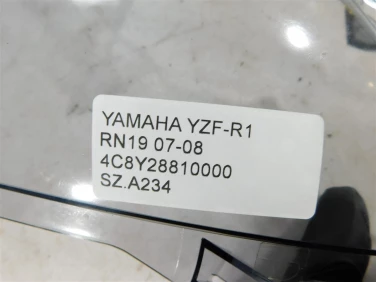 YAMAHA YZF-R1
RN19 07-08
4C8Y28810000
SZ.A234